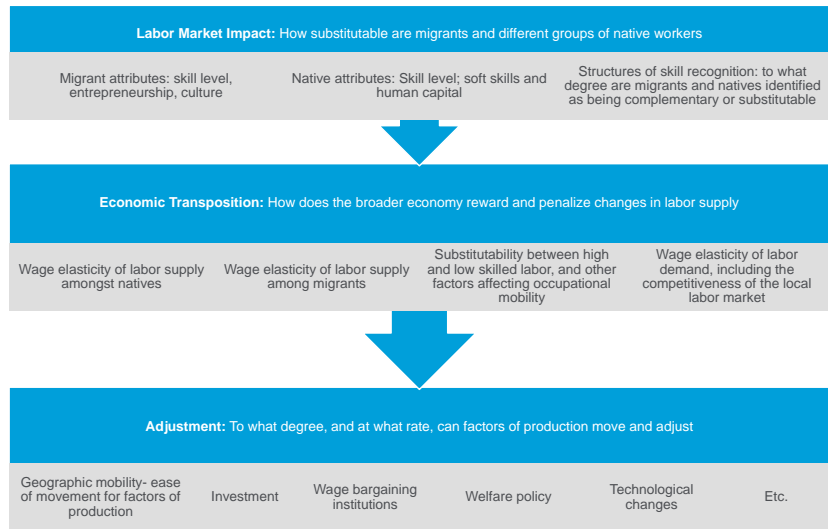 Labor Market Impact: How substitutable are migrants and different groups of native workers
Migrant attributes: skill level,
entrepreneurship, culture
Native attributes: Skill level; soft skills and
human capital
Structures of skill recognition: to what
degree are migrants and natives identified
as being complementary or substitutable
Economic Transposition: How does the broader economy reward and penalize changes in labor supply
Wage elasticity of labor supply
amongst natives
Wage elasticity of labor supply
among migrants
Substitutability between high
and low skilled labor, and other
factors affecting occupational
mobility
Wage elasticity of labor
demand, including the
competitiveness of the local
labor market
Adjustment: To what degree, and at what rate, can factors of production move and adjust
Geographic mobility- ease
of movement for factors of
production
Investment
Wage bargaining
institutions
Welfare policy
Technological
changes
Etc.